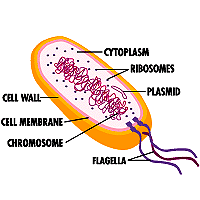 CYTOPLASM
RIBOSOMES
PLASMID
CELL WALL
CELL MEMBRANE
CHROMOSOME
FLAGELLA